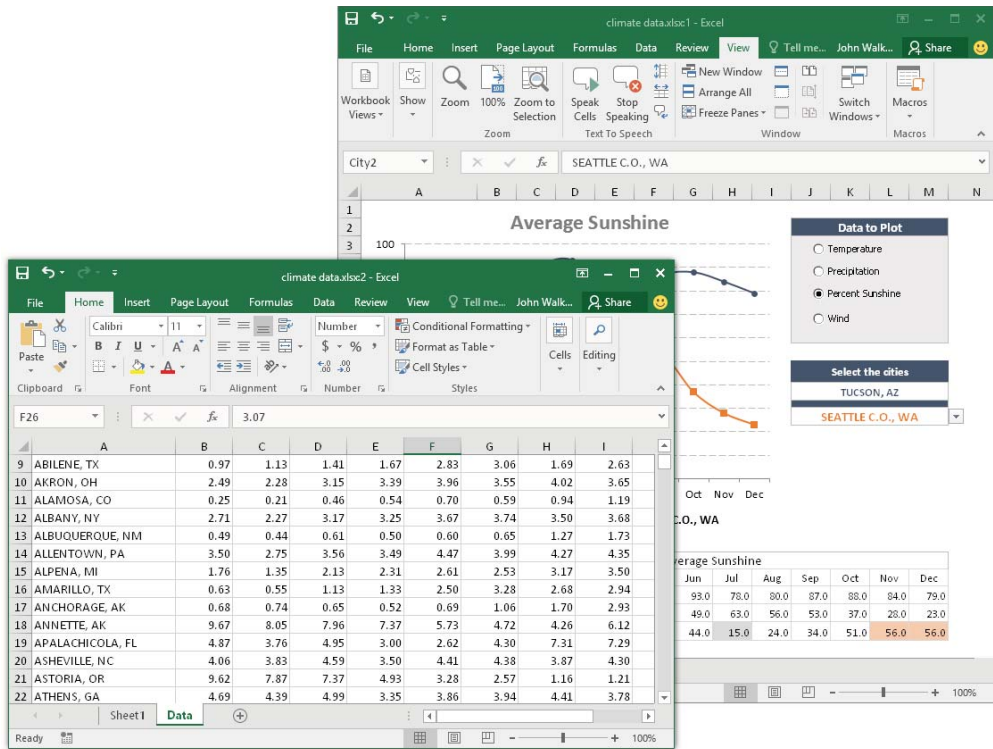 climate data.xlsx:1 - Excel
File Home Insert Page Layout Formulas Data Review View Tell me... John Walk... Share
Workbook Views Show Zoom 100% Zoom to Selection Speak Cells Stop Speaking New Window Arrange All Freeze Panes Switch Windows Macros
Zoom Text To Speech Window Macros
City2 fx SEATTLE C.O., WA
A B C D E F G H I J K L M N
1
2
3
Average Sunshine
100
Data to Plot
Temperature
Precipitation
Percent Sunshine
Wind
Select the cities
TUCSON, AZ
SEATTLE C.O., WA
Oct Nov Dec
C.O., WA
verage Sunshine
Jun Jul Aug Sep Oct Nov Dec
93.0 78.0 80.0 87.0 88.0 84.0 79.0
49.0 63.0 56.0 53.0 37.0 28.0 23.0
44.0 15.0 24.0 34.0 51.0 56.0 56.0
100%
climate data.xlsx:2 - Excel
File Home Insert Page Layout Formulas Data Review View Tell me... John Walk... Share
Paste Calibri 11 B I U Number $ % , Conditional Formatting Format as Table Cell Styles Cells Editing
Clipboard Font Alignment Number Styles
F26 fx 3.07
A B C D E F G H I
9 ABILENE, TX 0.97 1.13 1.41 1.67 2.83 3.06 1.69 2.63
10 AKRON, OH 2.49 2.28 3.15 3.39 3.96 3.55 4.02 3.65
11 ALAMOSA, CO 0.25 0.21 0.46 0.54 0.70 0.59 0.94 1.19
12 ALBANY, NY 2.71 2.27 3.17 3.25 3.67 3.74 3.50 3.68
13 ALBUQUERQUE, NM 0.49 0.44 0.61 0.50 0.60 0.65 1.27 1.73
14 ALLENTOWN, PA 3.50 2.75 3.56 3.49 4.47 3.99 4.27 4.35
15 ALPENA, MI 1.76 1.35 2.13 2.31 2.61 2.53 3.17 3.50
16 AMARILLO, TX 0.63 0.55 1.13 1.33 2.50 3.28 2.68 2.94
17 ANCHORAGE, AK 0.68 0.74 0.65 0.52 0.69 1.06 1.70 2.93
18 ANNETTE, AK 9.67 8.05 7.96 7.37 5.73 4.72 4.26 6.12
19 APALACHICOLA, FL 4.87 3.76 4.95 3.00 2.62 4.30 7.31 7.29
20 ASHEVILLE, NC 4.06 3.83 4.59 3.50 4.41 4.38 3.87 4.30
21 ASTORIA, OR 9.62 7.87 7.37 4.93 3.28 2.57 1.16 1.21
22 ATHENS, GA 4.69 4.39 4.99 3.35 3.86 3.94 4.41 3.78
Sheet1 Data
Ready 100%